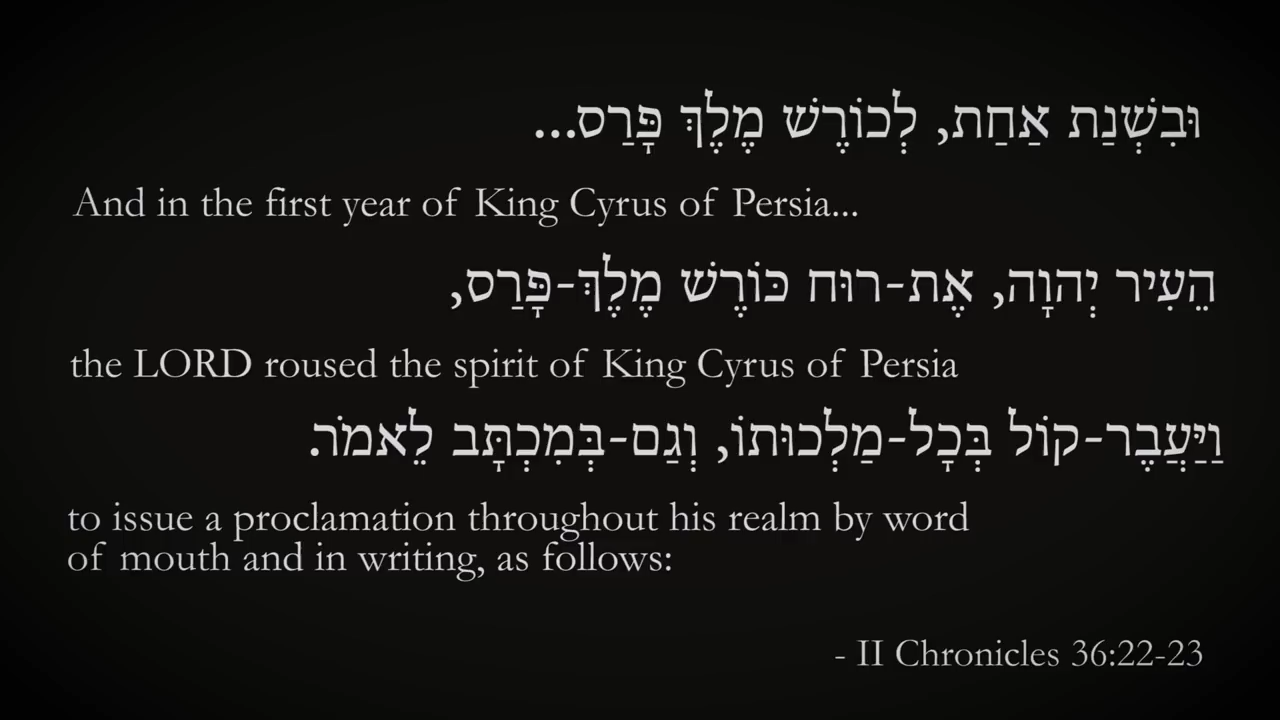 וּבִשְׁנַת אַחַת, לְכוֹרֶשׁ מֶלֶךְ פָּרַס...
And in the first year of King Cyrus of Persia...
הֵעִיר יְהוָה, אֶת-רוּח כּוֹרֶשׁ מֶלֶךְ-פָּרַס,
the LORD roused the spirit of King Cyrus of Persia
וַיַּעֲבֶר-קוֹל בְּכָל-מַלְכוּתוֹ, וְגַם-בְּמִכְתָּב לֵאמֹר.
to issue a proclamation throughout his realm by word
of mouth and in writing, as follows:
- II Chronicles 36:22-23